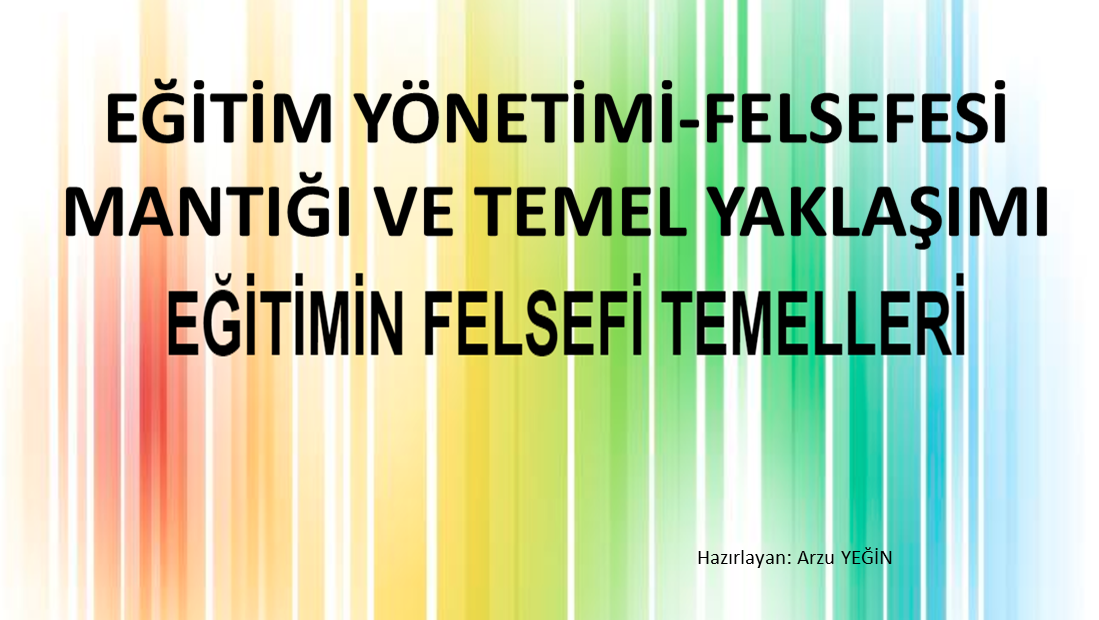 EĞİTİM YÖNETİMİ-FELSEFESİ
MANTIĞI VE TEMEL YAKLAŞIMI
EĞİTİMİN FELSEFİ TEMELLERİ
Hazırlayan: Arzu YEĞİN